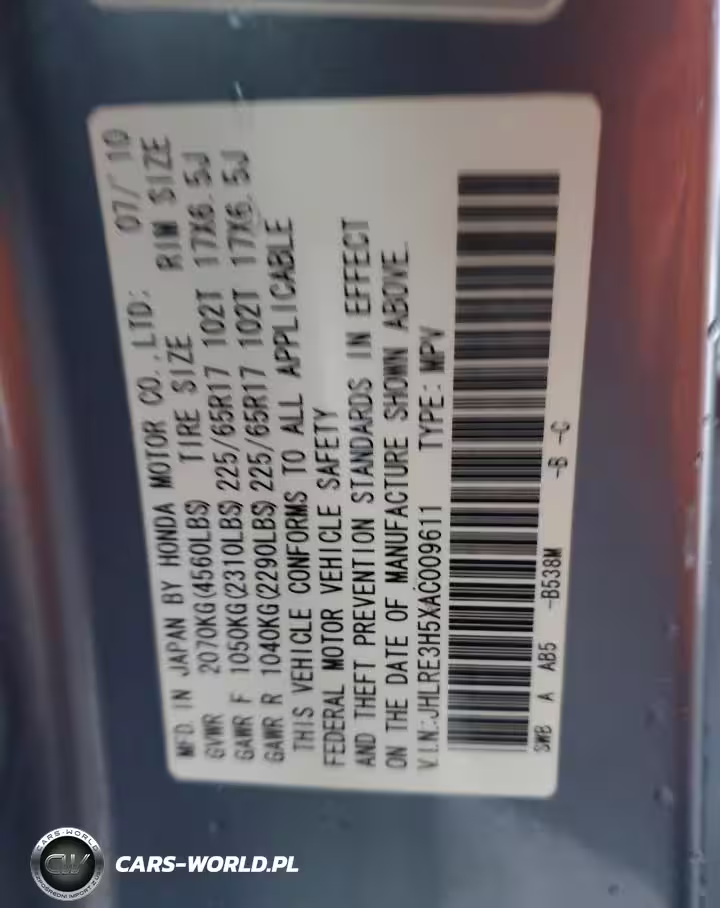 MFD. IN JAPAN BY HONDA MOTOR CO., LTD. 07/10
TIRE SIZE RIM SIZE
GVWR 2070KG(4560LBS)
GAWR F 1050KG(2310LBS) 225/65R17 102T 17X6.5J
GAWR R 1040KG(2290LBS) 225/65R17 102T 17X6.5J
THIS VEHICLE CONFORMS TO ALL APPLICABLE
FEDERAL MOTOR VEHICLE SAFETY
AND THEFT PREVENTION STANDARDS IN EFFECT
ON THE DATE OF MANUFACTURE SHOWN ABOVE.
V.I.N.:JHLRE3H5XAC009611 TYPE: MPV
SWB A AB5 -B538M -B -C
CARS-WORLD
CW
CARS-WORLD.PL